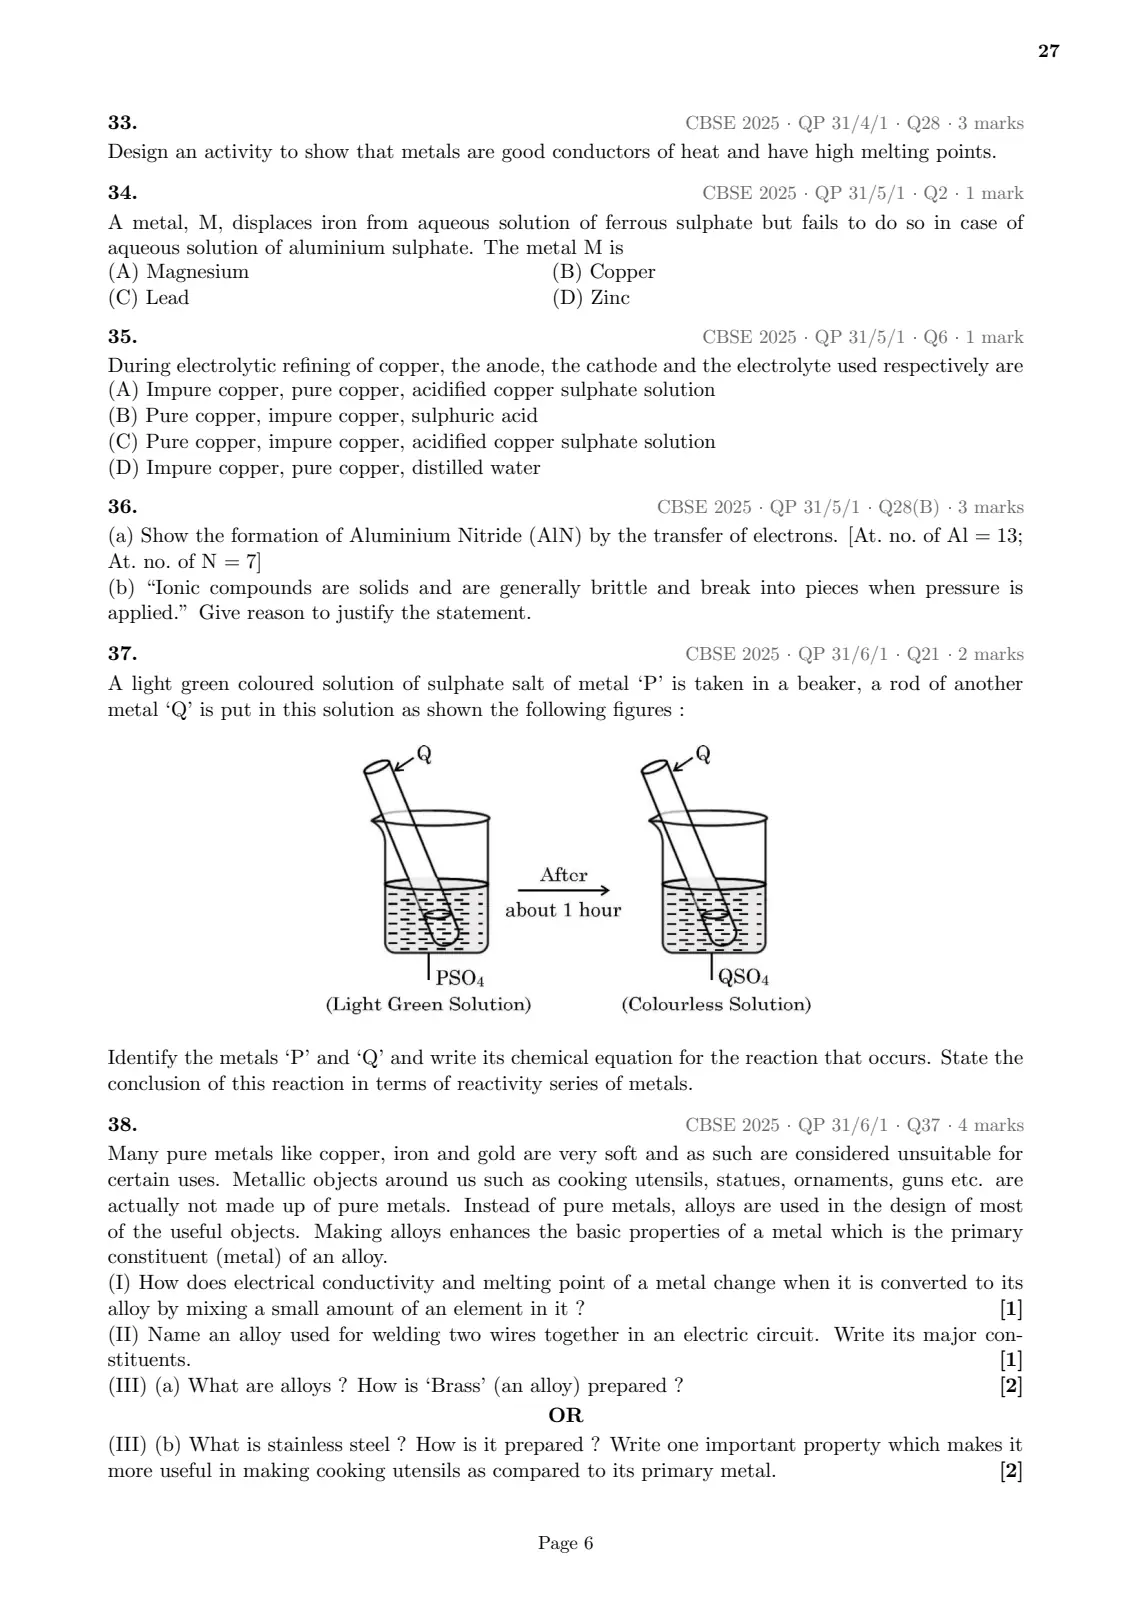 27
33. CBSE 2025 · QP 31/4/1 · Q28 · 3 marks
Design an activity to show that metals are good conductors of heat and have high melting points.
34. CBSE 2025 · QP 31/5/1 · Q2 · 1 mark
A metal, M, displaces iron from aqueous solution of ferrous sulphate but fails to do so in case of
aqueous solution of aluminium sulphate. The metal M is
(A) Magnesium (B) Copper
(C) Lead (D) Zinc
35. CBSE 2025 · QP 31/5/1 · Q6 · 1 mark
During electrolytic refining of copper, the anode, the cathode and the electrolyte used respectively are
(A) Impure copper, pure copper, acidified copper sulphate solution
(B) Pure copper, impure copper, sulphuric acid
(C) Pure copper, impure copper, acidified copper sulphate solution
(D) Impure copper, pure copper, distilled water
36. CBSE 2025 · QP 31/5/1 · Q28(B) · 3 marks
(a) Show the formation of Aluminium Nitride (AlN) by the transfer of electrons. [At. no. of Al = 13;
At. no. of N = 7]
(b) “Ionic compounds are solids and are generally brittle and break into pieces when pressure is
applied.” Give reason to justify the statement.
37. CBSE 2025 · QP 31/6/1 · Q21 · 2 marks
A light green coloured solution of sulphate salt of metal ‘P’ is taken in a beaker, a rod of another
metal ‘Q’ is put in this solution as shown the following figures :
Q Q
After
about 1 hour
PSO₄ QSO₄
(Light Green Solution) (Colourless Solution)
Identify the metals ‘P’ and ‘Q’ and write its chemical equation for the reaction that occurs. State the
conclusion of this reaction in terms of reactivity series of metals.
38. CBSE 2025 · QP 31/6/1 · Q37 · 4 marks
Many pure metals like copper, iron and gold are very soft and as such are considered unsuitable for
certain uses. Metallic objects around us such as cooking utensils, statues, ornaments, guns etc. are
actually not made up of pure metals. Instead of pure metals, alloys are used in the design of most
of the useful objects. Making alloys enhances the basic properties of a metal which is the primary
constituent (metal) of an alloy.
(I) How does electrical conductivity and melting point of a metal change when it is converted to its
alloy by mixing a small amount of an element in it ? [1]
(II) Name an alloy used for welding two wires together in an electric circuit. Write its major con-
stituents. [1]
(III) (a) What are alloys ? How is ‘Brass’ (an alloy) prepared ? [2]
OR
(III) (b) What is stainless steel ? How is it prepared ? Write one important property which makes it
more useful in making cooking utensils as compared to its primary metal. [2]
Page 6